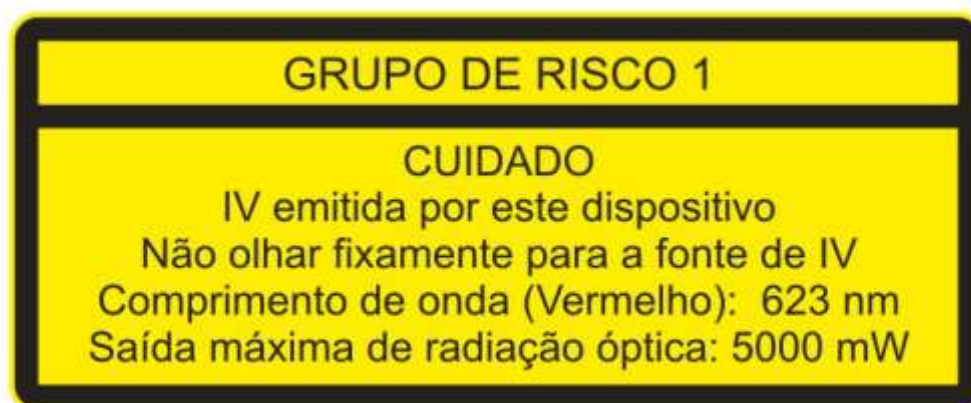 GRUPO DE RISCO 1
CUIDADO
IV emitida por este dispositivo
Não olhar fixamente para a fonte de IV
Comprimento de onda (Vermelho): 623 nm
Saída máxima de radiação óptica: 5000 mW